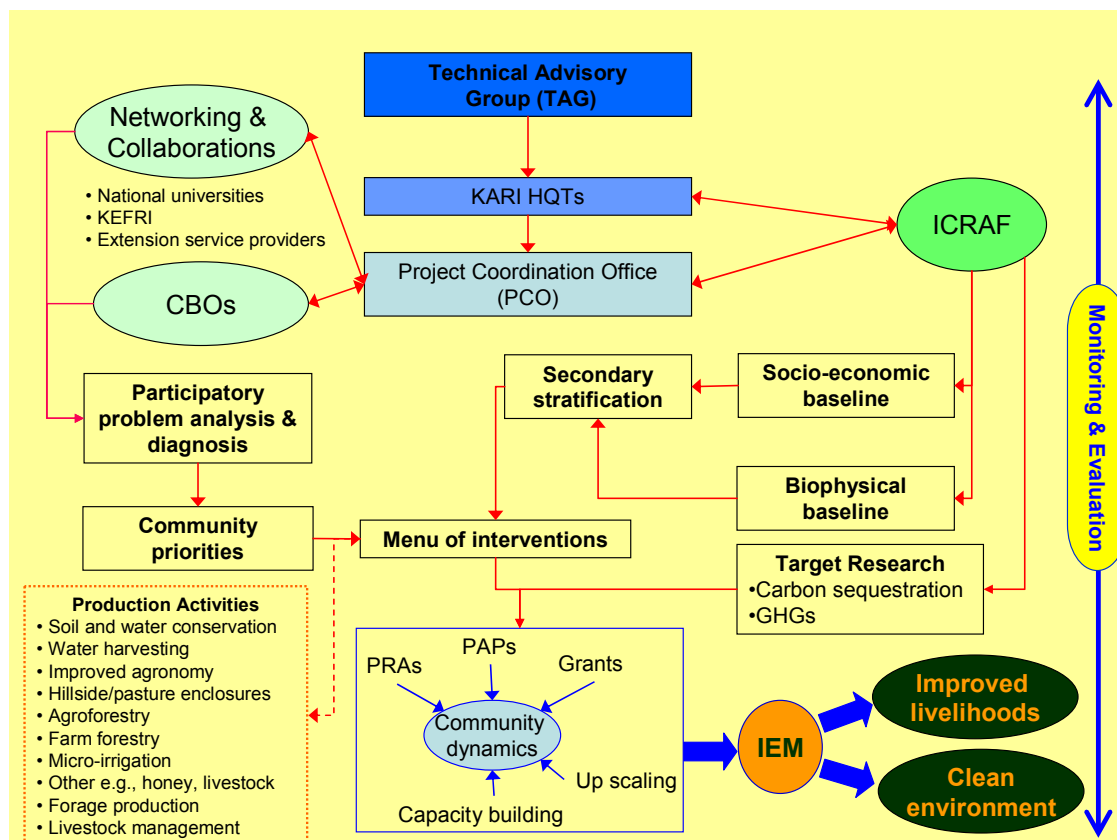 Technical Advisory
Group (TAG)
Networking &
Collaborations
• National universities
• KEFRI
• Extension service providers
KARI HQTs
ICRAF
Project Coordination Office
(PCO)
CBOs
Monitoring & Evaluation
Participatory
problem analysis &
diagnosis
Secondary
stratification
Socio-economic
baseline
Biophysical
baseline
Community
priorities
Menu of interventions
Target Research
•Carbon sequestration
•GHGs
Production Activities
• Soil and water conservation
• Water harvesting
• Improved agronomy
• Hillside/pasture enclosures
• Agroforestry
• Farm forestry
• Micro-irrigation
• Other e.g., honey, livestock
• Forage production
• Livestock management
PRAs
PAPs
Grants
Community
dynamics
Up scaling
Capacity building
IEM
Improved
livelihoods
Clean
environment